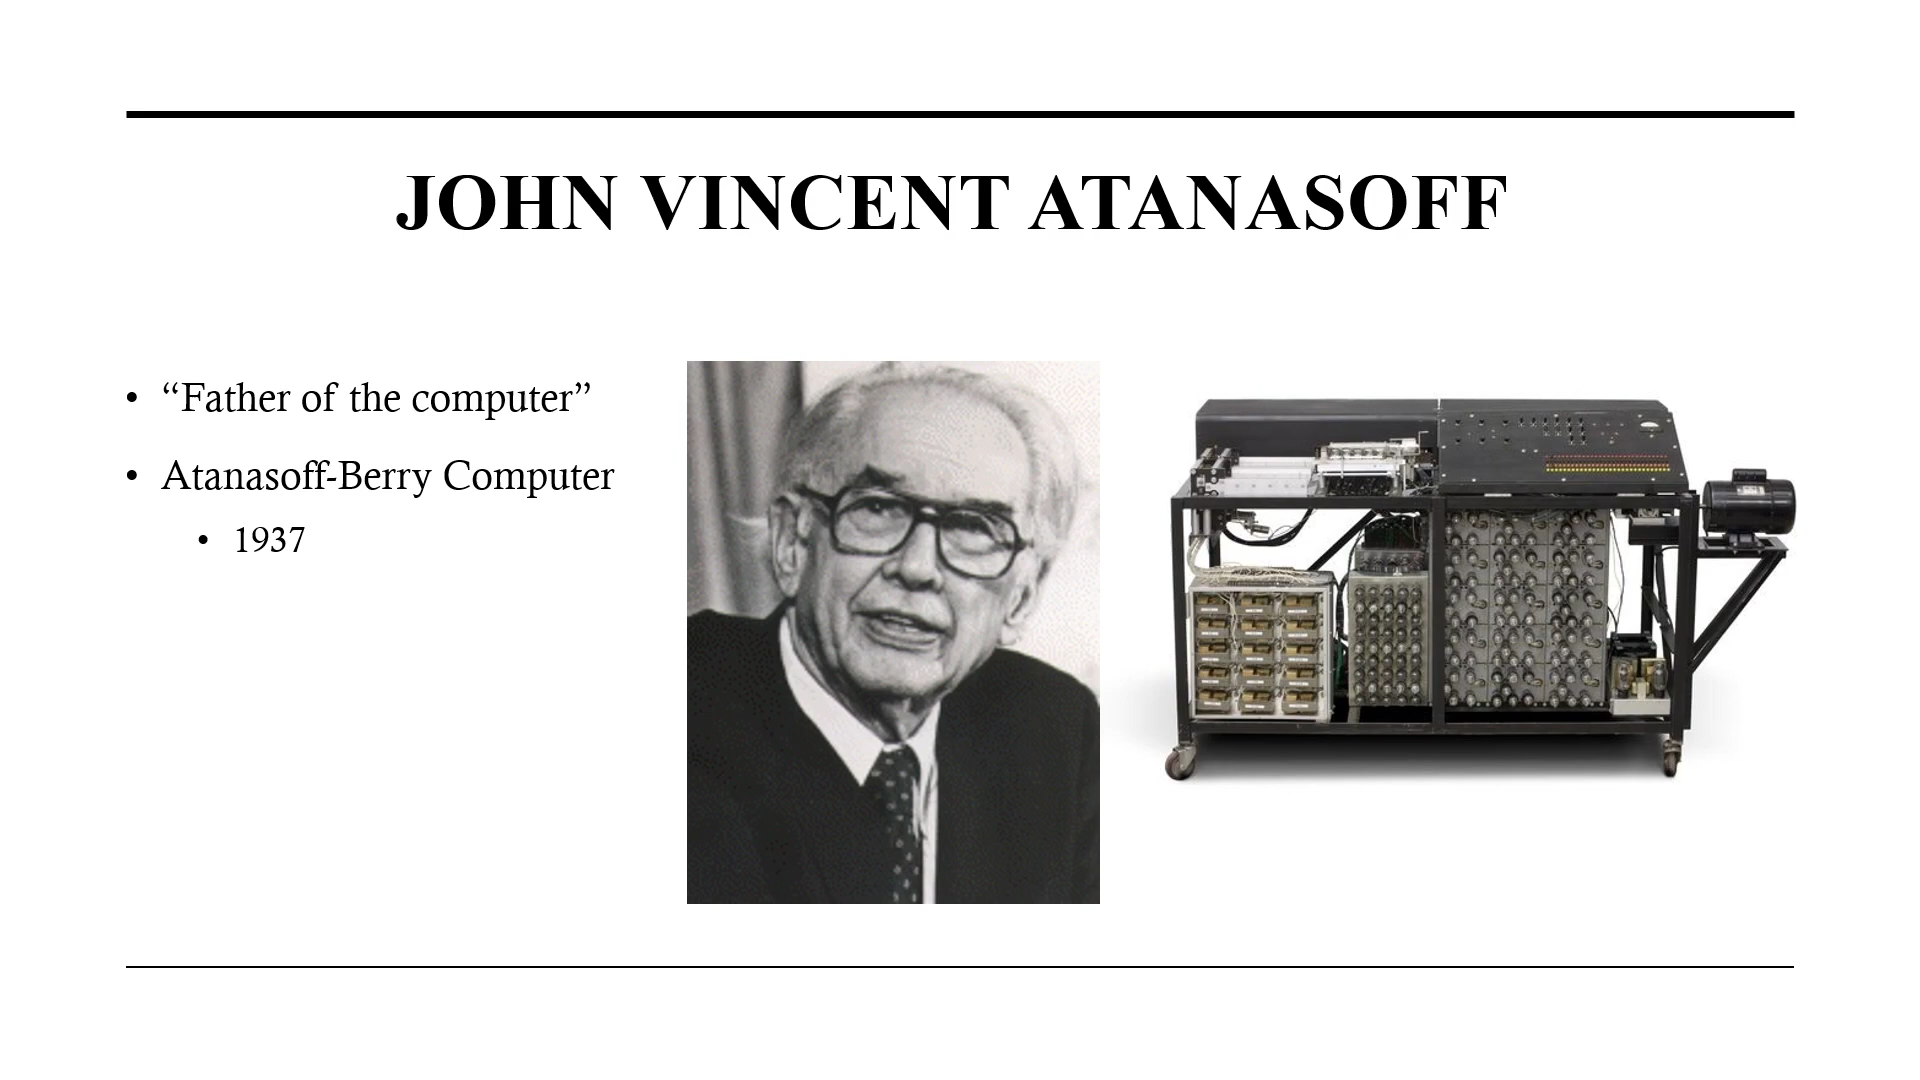 JOHN VINCENT ATANASOFF
• “Father of the computer”
• Atanasoff-Berry Computer
• 1937